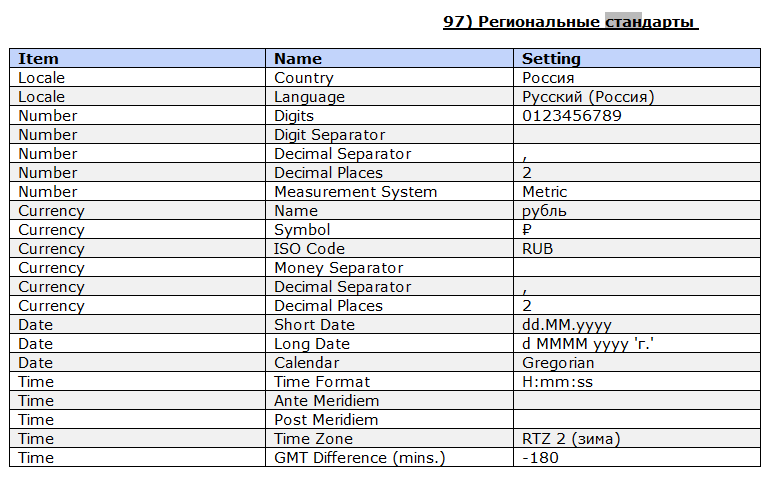 97) Региональные стандарты
Item Name Setting
Locale Country Россия
Locale Language Русский (Россия)
Number Digits 0123456789
Number Digit Separator
Number Decimal Separator ,
Number Decimal Places 2
Number Measurement System Metric
Currency Name рубль
Currency Symbol ₽
Currency ISO Code RUB
Currency Money Separator
Currency Decimal Separator ,
Currency Decimal Places 2
Date Short Date dd.MM.yyyy
Date Long Date d MMMM yyyy 'г.'
Date Calendar Gregorian
Time Time Format H:mm:ss
Time Ante Meridiem
Time Post Meridiem
Time Time Zone RTZ 2 (зима)
Time GMT Difference (mins.) -180